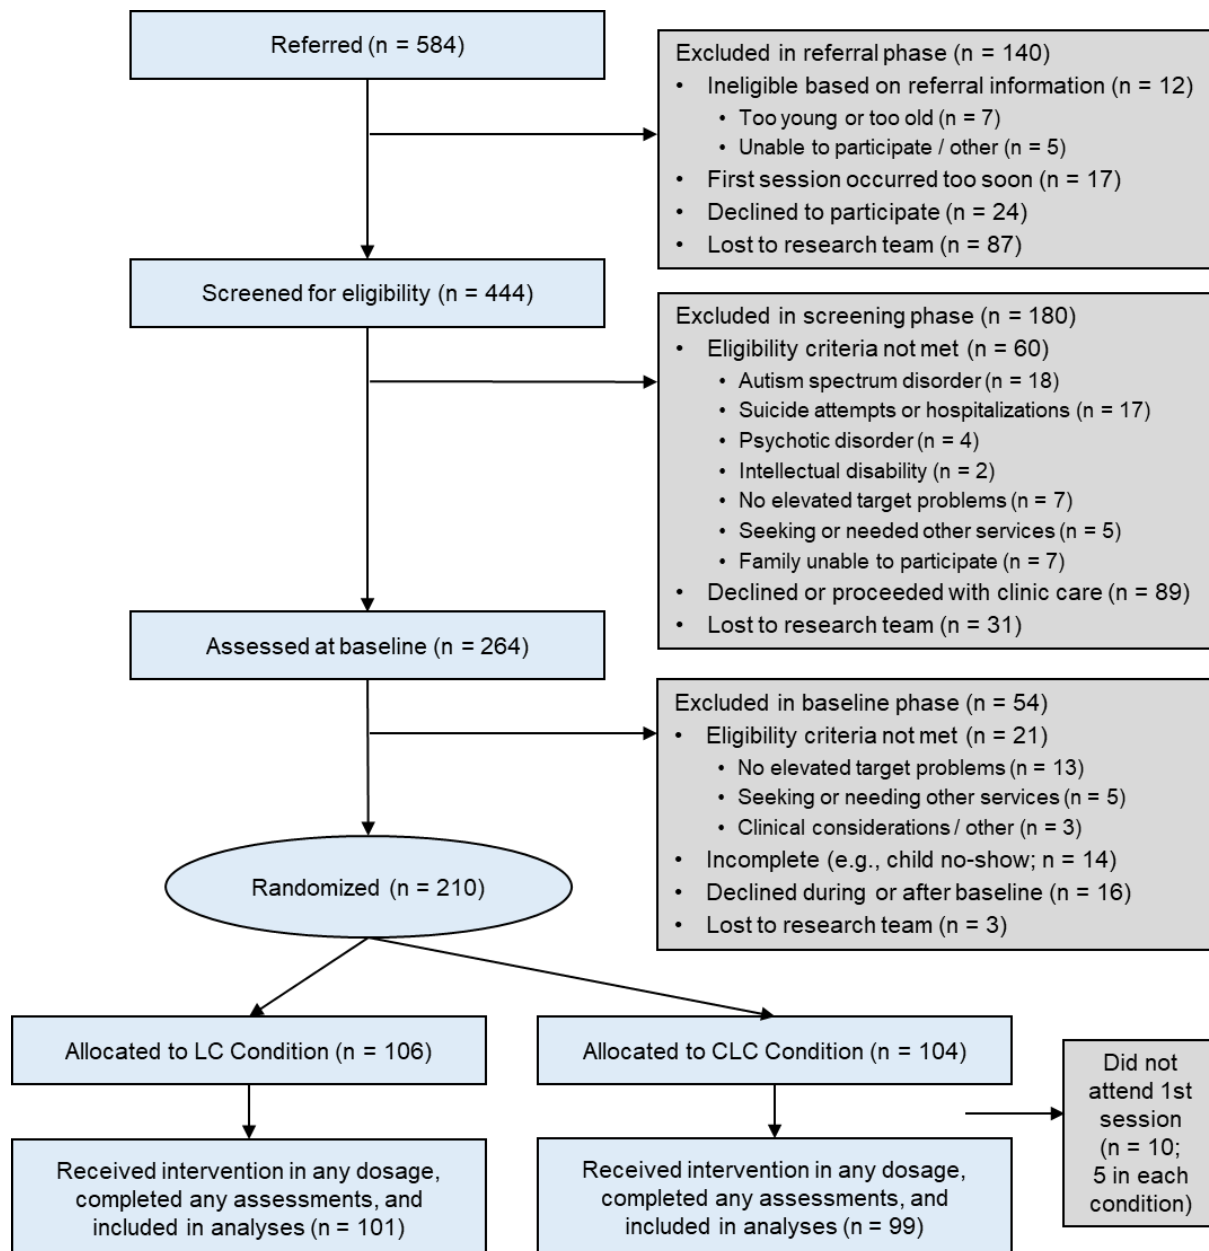 Referred (n = 584)
Excluded in referral phase (n = 140)
• Ineligible based on referral information (n = 12)
• Too young or too old (n = 7)
• Unable to participate / other (n = 5)
• First session occurred too soon (n = 17)
• Declined to participate (n = 24)
• Lost to research team (n = 87)
Screened for eligibility (n = 444)
Excluded in screening phase (n = 180)
• Eligibility criteria not met (n = 60)
• Autism spectrum disorder (n = 18)
• Suicide attempts or hospitalizations (n = 17)
• Psychotic disorder (n = 4)
• Intellectual disability (n = 2)
• No elevated target problems (n = 7)
• Seeking or needed other services (n = 5)
• Family unable to participate (n = 7)
• Declined or proceeded with clinic care (n = 89)
• Lost to research team (n = 31)
Assessed at baseline (n = 264)
Excluded in baseline phase (n = 54)
• Eligibility criteria not met (n = 21)
• No elevated target problems (n = 13)
• Seeking or needing other services (n = 5)
• Clinical considerations / other (n = 3)
• Incomplete (e.g., child no-show; n = 14)
• Declined during or after baseline (n = 16)
• Lost to research team (n = 3)
Randomized (n = 210)
Allocated to LC Condition (n = 106)
Allocated to CLC Condition (n = 104)
Did not
attend 1st
session
(n = 10;
5 in each
condition)
Received intervention in any dosage,
completed any assessments, and
included in analyses (n = 101)
Received intervention in any dosage,
completed any assessments, and
included in analyses (n = 99)